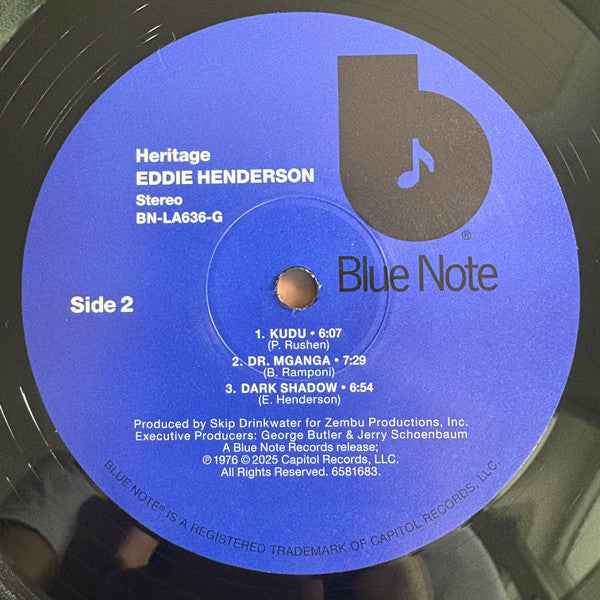 Heritage
EDDIE HENDERSON
Stereo
BN-LA636-G
®
Blue Note
Side 2
1. KUDU • 6:07
(P. Rushen)
2. DR. MGANGA • 7:29
(B. Ramponi)
3. DARK SHADOW • 6:54
(E. Henderson)
Produced by Skip Drinkwater for Zembu Productions, Inc.
Executive Producers: George Butler & Jerry Schoenbaum
A Blue Note Records release;
℗ 1976 © 2025 Capitol Records, LLC.
All Rights Reserved. 6581683.
BLUE NOTE® IS A REGISTERED TRADEMARK OF CAPITOL RECORDS, LLC.